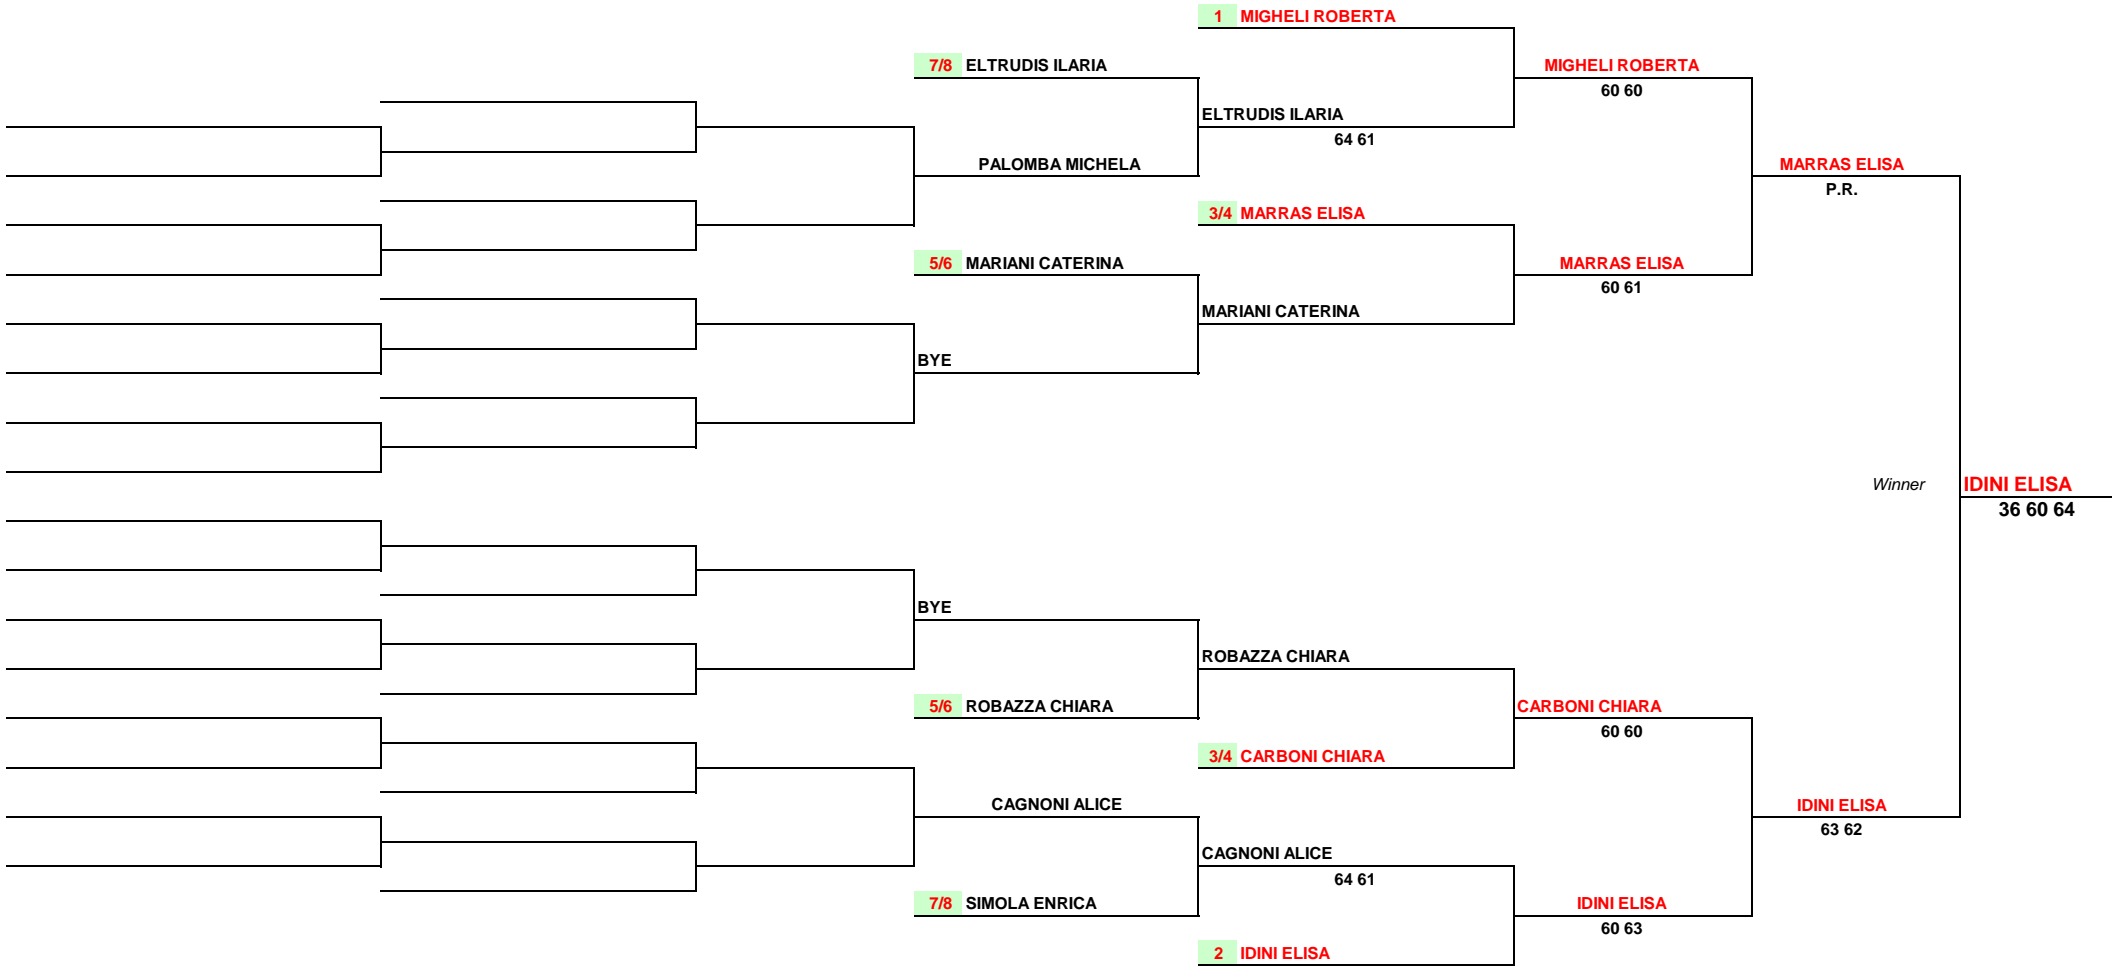 1 MIGHELI ROBERTA
7/8 ELTRUDIS ILARIA
MIGHELI ROBERTA
60 60
ELTRUDIS ILARIA
64 61
PALOMBA MICHELA
MARRAS ELISA
P.R.
3/4 MARRAS ELISA
5/6 MARIANI CATERINA
MARRAS ELISA
60 61
MARIANI CATERINA
BYE
Winner
IDINI ELISA
36 60 64
BYE
ROBAZZA CHIARA
5/6 ROBAZZA CHIARA
CARBONI CHIARA
60 60
3/4 CARBONI CHIARA
CAGNONI ALICE
IDINI ELISA
63 62
CAGNONI ALICE
64 61
7/8 SIMOLA ENRICA
IDINI ELISA
60 63
2 IDINI ELISA